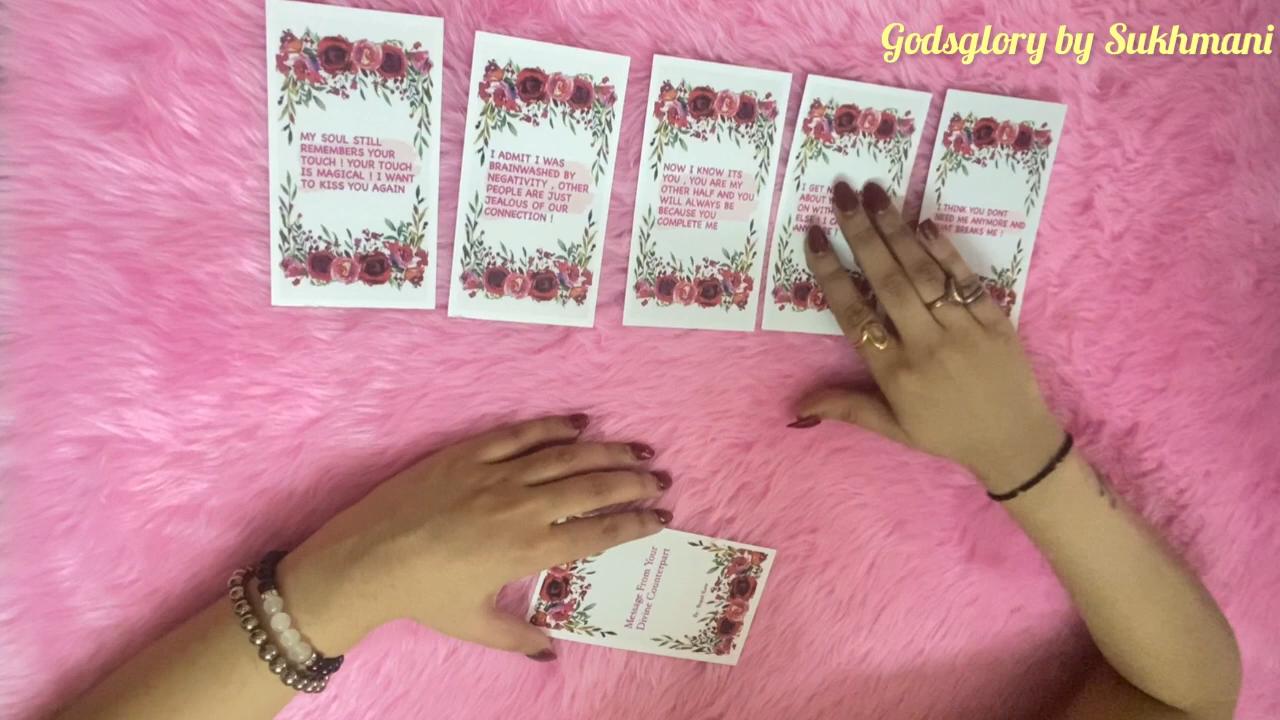 Godsglory by Sukhmani
MY SOUL STILL
REMEMBERS YOUR
TOUCH ! YOUR TOUCH
IS MAGICAL ! I WANT
TO KISS YOU AGAIN
I ADMIT I WAS
BRAINWASHED BY
NEGATIVITY , OTHER
PEOPLE ARE JUST
JEALOUS OF OUR
CONNECTION !
NOW I KNOW ITS
YOU , YOU ARE MY
OTHER HALF AND YOU
WILL ALWAYS BE
BECAUSE YOU
COMPLETE ME
I GET
ABOUT
ON WITH
ELSE ! I
I THINK YOU DONT
NEED ME ANYMORE AND
THAT BREAKS ME !
Message From Your
Divine Counterpart